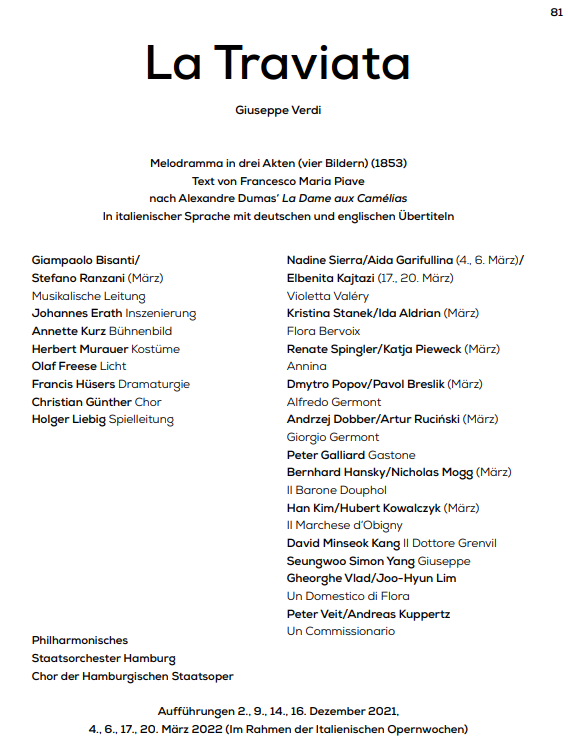 81
La Traviata
Giuseppe Verdi
Melodramma in drei Akten (vier Bildern) (1853)
Text von Francesco Maria Piave
nach Alexandre Dumas' La Dame aux Camélias
In italienischer Sprache mit deutschen und englischen Übertiteln
Giampaolo Bisanti/
Stefano Ranzani (März)
Musikalische Leitung
Johannes Erath Inszenierung
Annette Kurz Bühnenbild
Herbert Murauer Kostüme
Olaf Freese Licht
Francis Hüsers Dramaturgie
Christian Günther Chor
Holger Liebig Spielleitung
Philharmonisches
Staatsorchester Hamburg
Chor der Hamburgischen Staatsoper
Nadine Sierra/Aida Garifullina (4., 6. März)/
Elbenita Kajtazi (17., 20. März)
Violetta Valéry
Kristina Stanek/Ida Aldrian (März)
Flora Bervoix
Renate Spingler/Katja Pieweck (März)
Annina
Dmytro Popov/Pavol Breslik (März)
Alfredo Germont
Andrzej Dobber/Artur Ruciński (März)
Giorgio Germont
Peter Galliard Gastone
Bernhard Hansky/Nicholas Mogg (März)
Il Barone Douphol
Han Kim/Hubert Kowalczyk (März)
Il Marchese d'Obigny
David Minseok Kang Il Dottore Grenvil
Seungwoo Simon Yang Giuseppe
Gheorghe Vlad/Joo-Hyun Lim
Un Domestico di Flora
Peter Veit/Andreas Kuppertz
Un Commissionario
Aufführungen 2., 9., 14., 16. Dezember 2021,
4., 6., 17., 20. März 2022 (Im Rahmen der Italienischen Opernwochen)